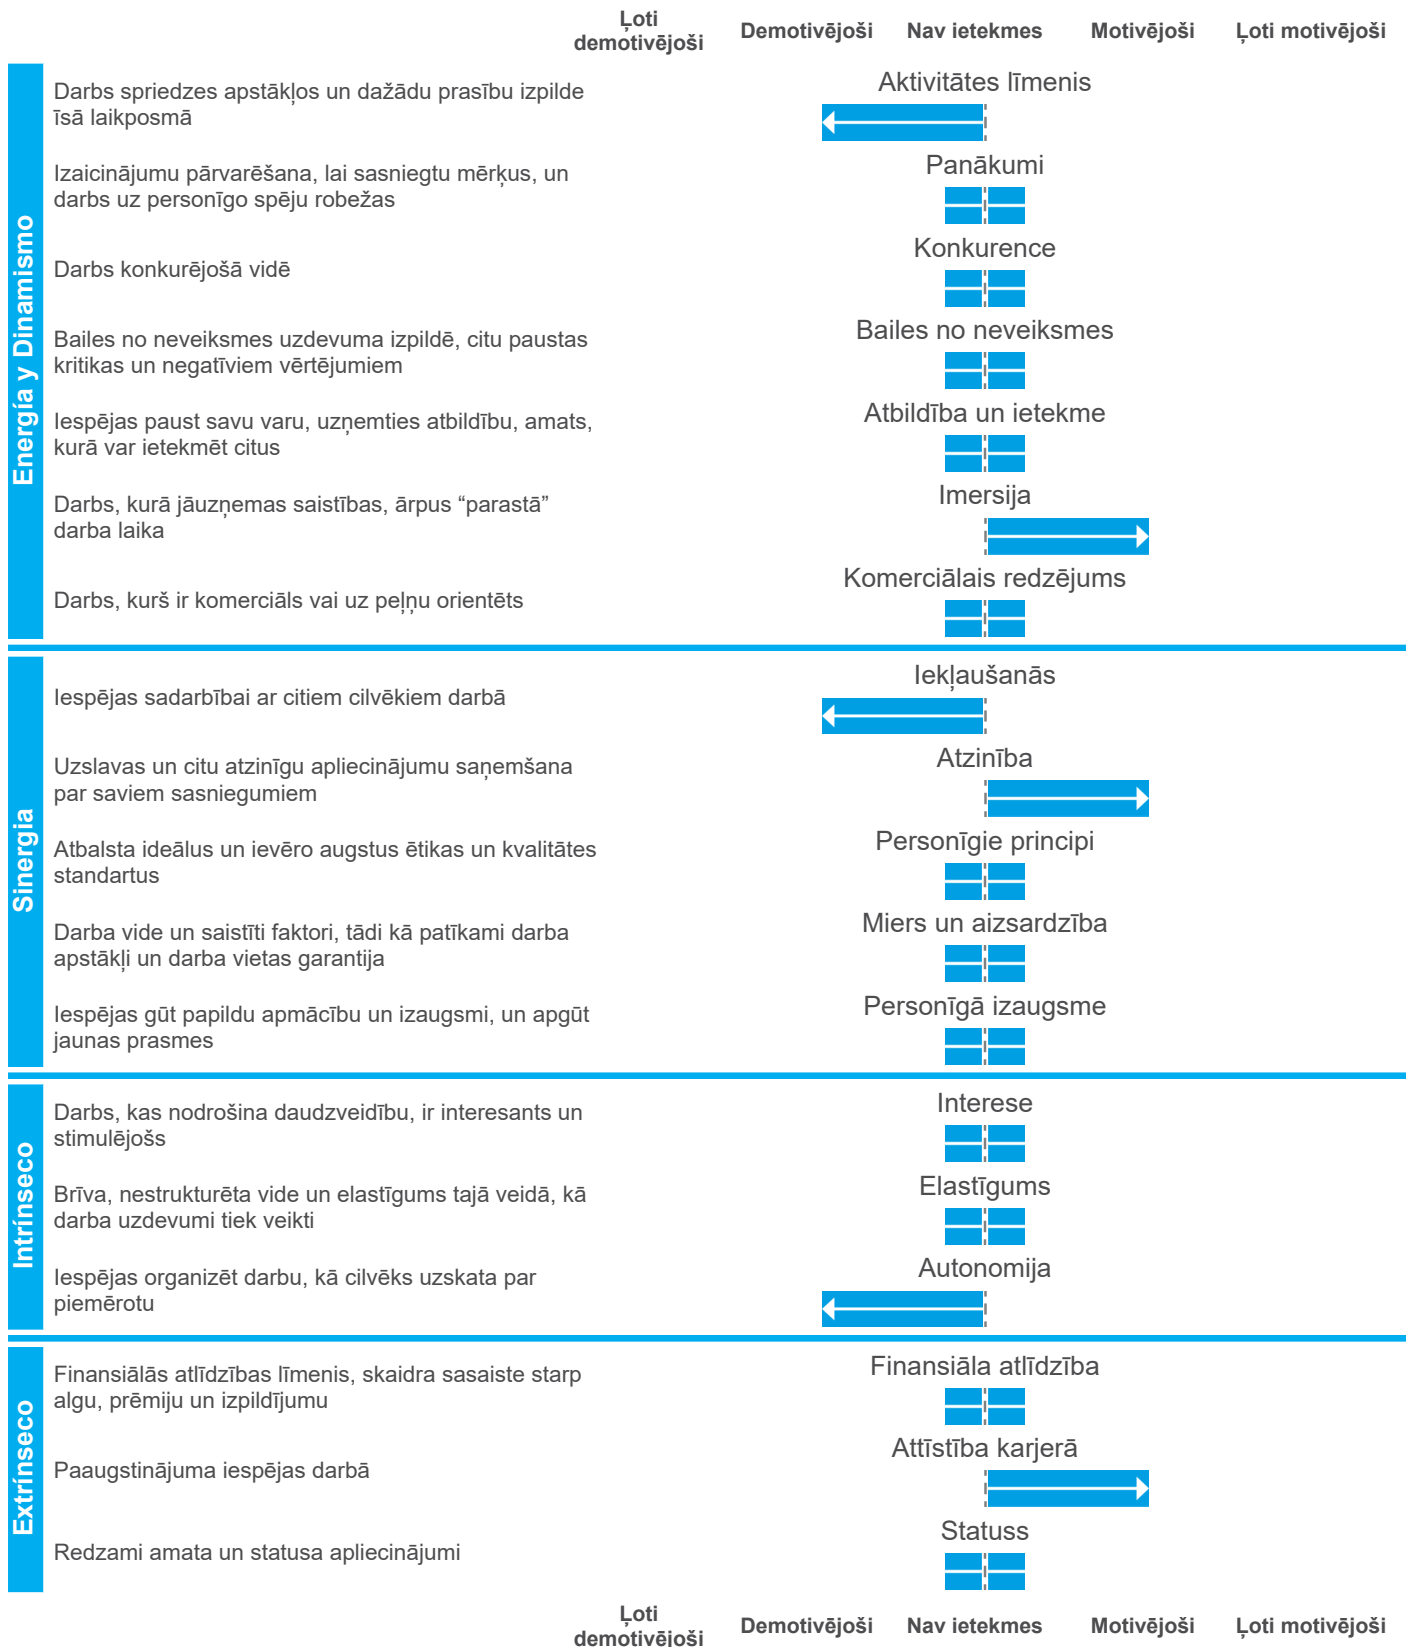 Ļoti
demotivējoši
Demotivējoši
Nav ietekmes
Motivējoši
Ļoti motivējoši
Energía y Dinamismo
Darbs spriedzes apstākļos un dažādu prasību izpilde
īsā laikposmā
Aktivitātes līmenis
Izaicinājumu pārvarēšana, lai sasniegtu mērķus, un
darbs uz personīgo spēju robežas
Panākumi
Darbs konkurējošā vidē
Konkurence
Bailes no neveiksmes uzdevuma izpildē, citu paustas
kritikas un negatīviem vērtējumiem
Bailes no neveiksmes
Iespējas paust savu varu, uzņemties atbildību, amats,
kurā var ietekmēt citus
Atbildība un ietekme
Darbs, kurā jāuzņemas saistības, ārpus “parastā”
darba laika
Imersija
Darbs, kurš ir komerciāls vai uz peļņu orientēts
Komerciālais redzējums
Sinergia
Iespējas sadarbībai ar citiem cilvēkiem darbā
Iekļaušanās
Uzslavas un citu atzinīgu apliecinājumu saņemšana
par saviem sasniegumiem
Atzinība
Atbalsta ideālus un ievēro augstus ētikas un kvalitātes
standartus
Personīgie principi
Darba vide un saistīti faktori, tādi kā patīkami darba
apstākļi un darba vietas garantija
Miers un aizsardzība
Iespējas gūt papildu apmācību un izaugsmi, un apgūt
jaunas prasmes
Personīgā izaugsme
Intrínseco
Darbs, kas nodrošina daudzveidību, ir interesants un
stimulējošs
Interese
Brīva, nestrukturēta vide un elastīgums tajā veidā, kā
darba uzdevumi tiek veikti
Elastīgums
Iespējas organizēt darbu, kā cilvēks uzskata par
piemērotu
Autonomija
Extrínseco
Finansiālās atlīdzības līmenis, skaidra sasaiste starp
algu, prēmiju un izpildījumu
Finansiāla atlīdzība
Paaugstinājuma iespējas darbā
Attīstība karjerā
Redzami amata un statusa apliecinājumi
Statuss
Ļoti
demotivējoši
Demotivējoši
Nav ietekmes
Motivējoši
Ļoti motivējoši